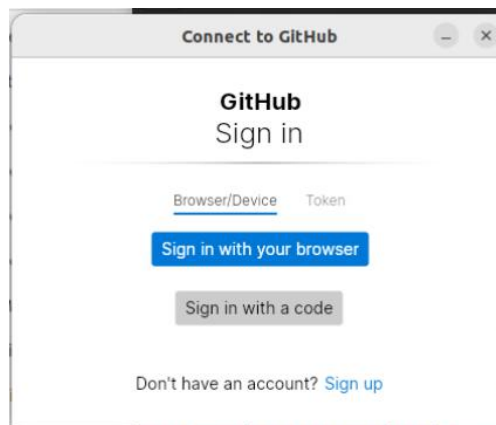 Connect to GitHub
GitHub
Sign in
Browser/Device Token
Sign in with your browser
Sign in with a code
Don't have an account? Sign up